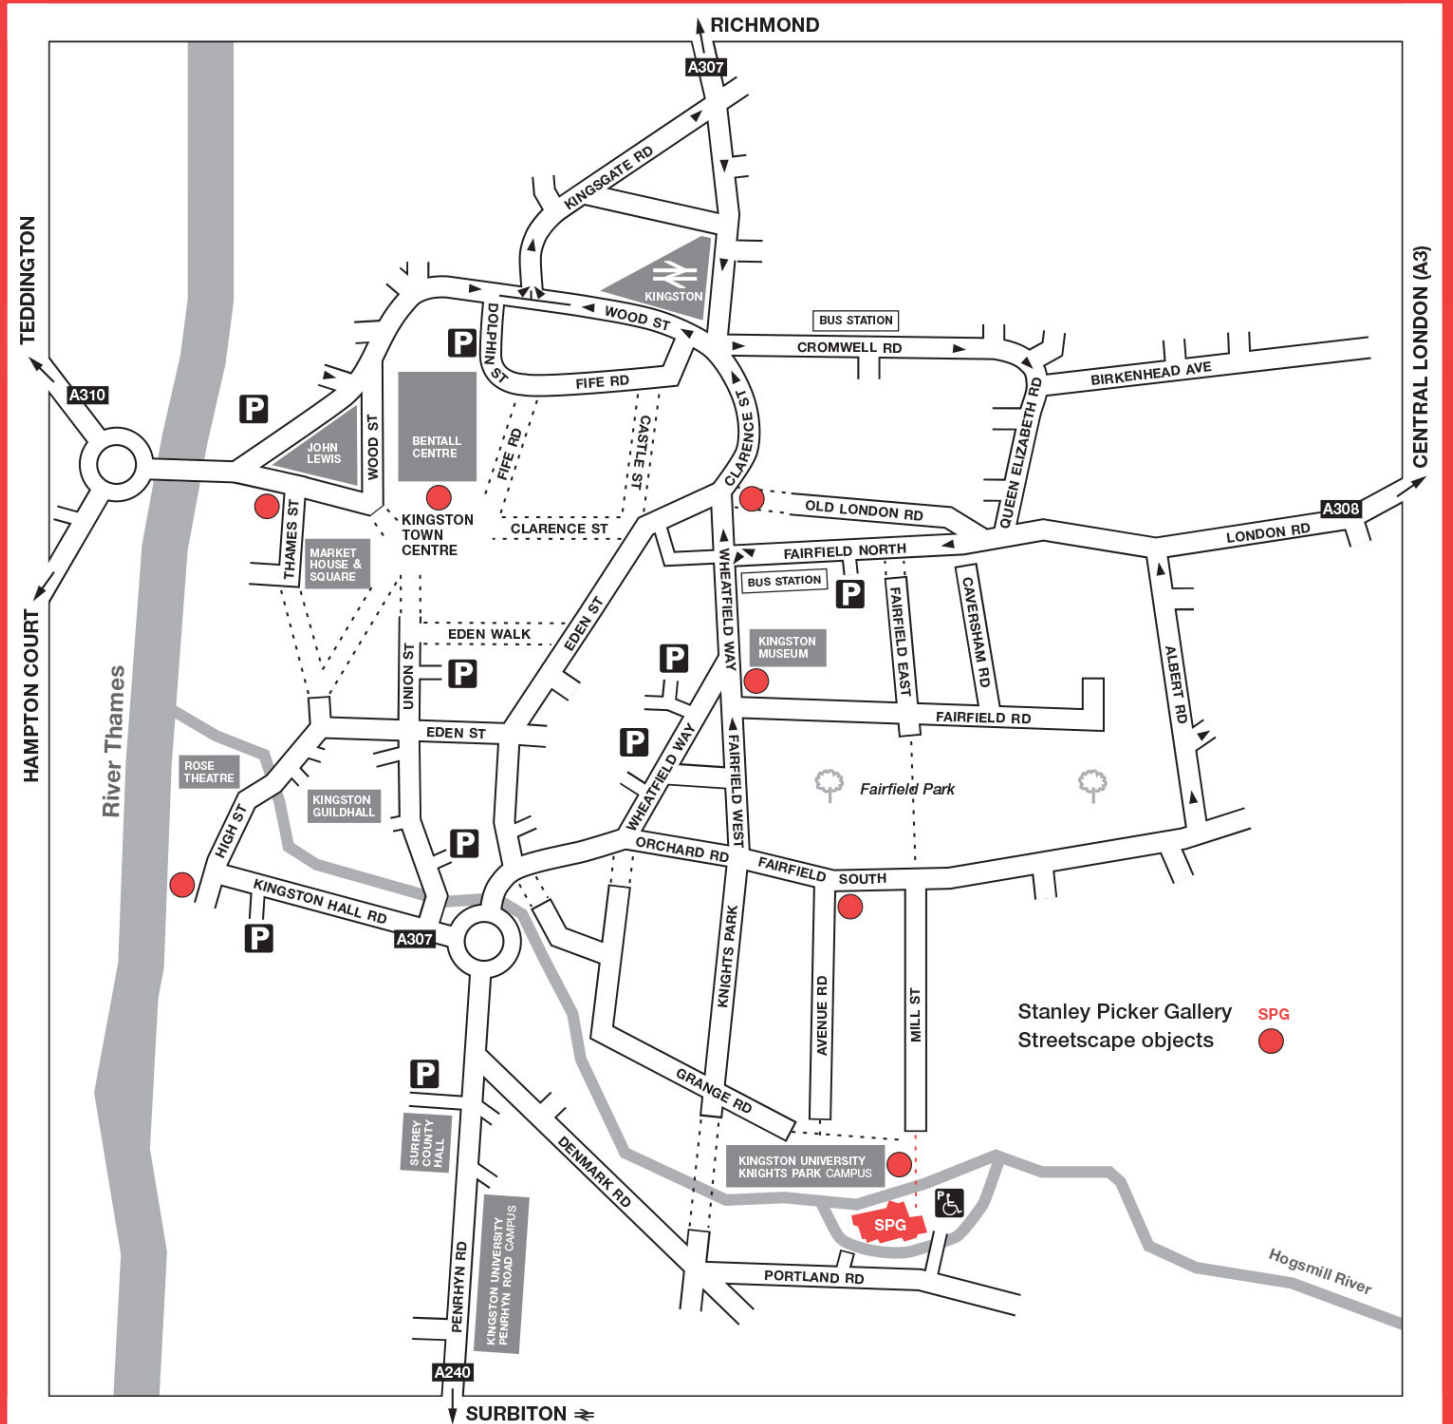 RICHMOND
A307
KINGSGATE RD
TEDDINGTON
KINGSTON
WOOD ST
BUS STATION
CROMWELL RD
DOLPHIN ST
P
FIFE RD
BIRKENHEAD AVE
CENTRAL LONDON (A3)
A310
P
CLARENCE ST
QUEEN ELIZABETH RD
JOHN
LEWIS
WOOD ST
BENTALL
CENTRE
FIFE RD
CASTLE ST
KINGSTON
TOWN
CENTRE
CLARENCE ST
OLD LONDON RD
A308
LONDON RD
THAMES ST
MARKET
HOUSE &
SQUARE
FAIRFIELD NORTH
BUS STATION
P
WHEATFIELD WAY
FAIRFIELD EAST
CAVERSHAM RD
HAMPTON COURT
EDEN WALK
EDEN ST
KINGSTON
MUSEUM
P
UNION ST
P
ALBERT RD
River Thames
EDEN ST
FAIRFIELD RD
P
WHEATFIELD WAY
FAIRFIELD WEST
ROSE
THEATRE
KINGSTON
GUILDHALL
Fairfield Park
HIGH ST
P
ORCHARD RD
FAIRFIELD SOUTH
KINGSTON HALL RD
P
A307
KNIGHTS PARK
AVENUE RD
MILL ST
Stanley Picker Gallery SPG
Streetscape objects
P
GRANGE RD
SURREY
COUNTY
HALL
DENMARK RD
KINGSTON UNIVERSITY
KNIGHTS PARK CAMPUS
P
SPG
PENRHYN RD
KINGSTON UNIVERSITY
PENRHYN ROAD CAMPUS
PORTLAND RD
Hogsmill River
A240
SURBITON